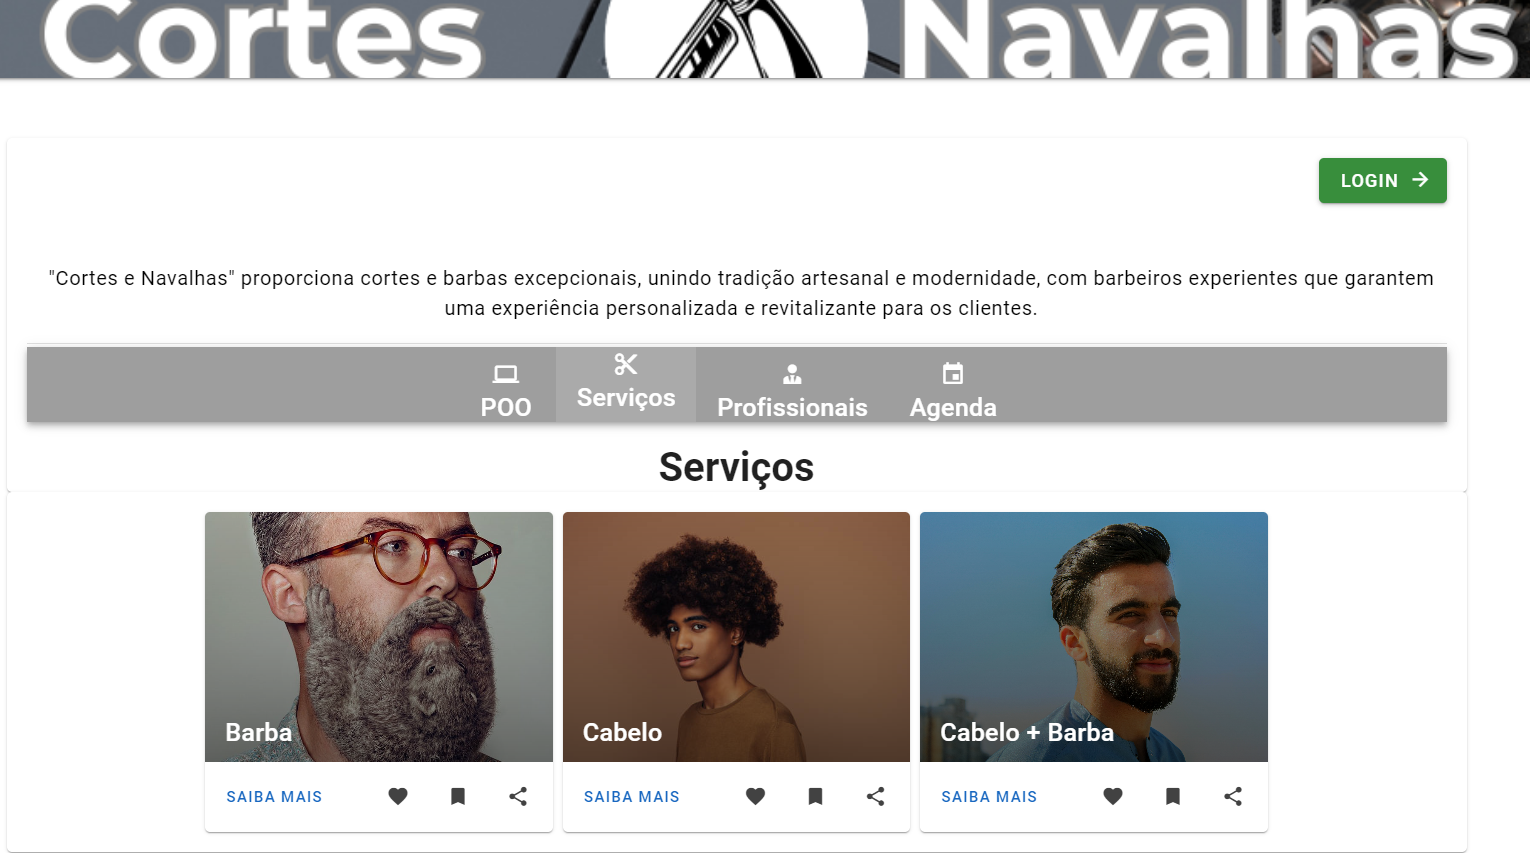 Cortes Navalhas
LOGIN
"Cortes e Navalhas" proporciona cortes e barbas excepcionais, unindo tradição artesanal e modernidade, com barbeiros experientes que garantem
uma experiência personalizada e revitalizante para os clientes.
POO Serviços Profissionais Agenda
Serviços
Barba
Cabelo
Cabelo + Barba
SAIBA MAIS
SAIBA MAIS
SAIBA MAIS